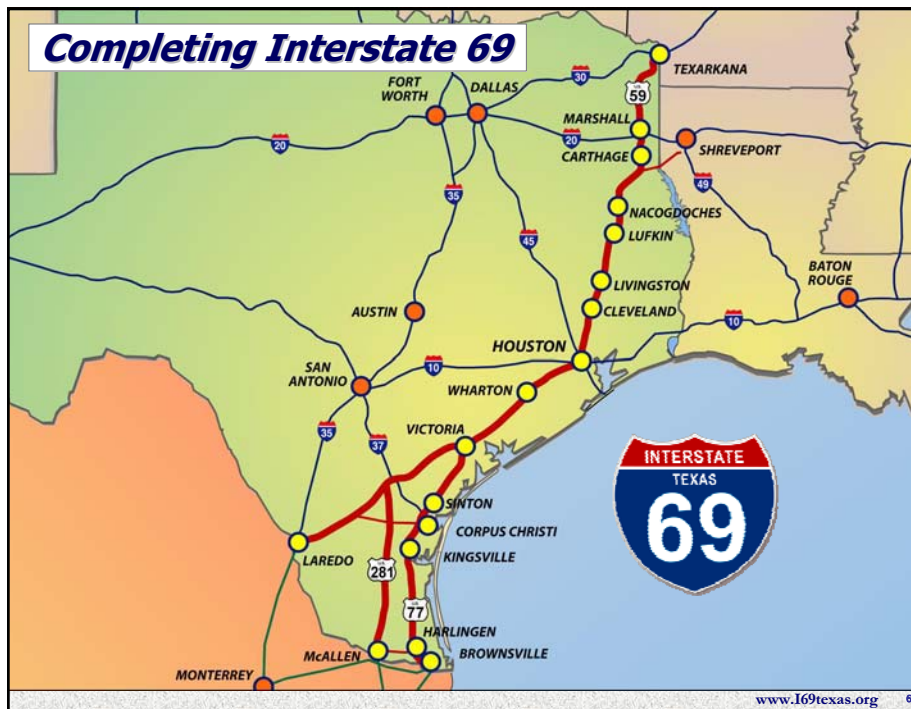 Completing Interstate 69
TEXARKANA
30
FORT
WORTH
DALLAS
US
59
MARSHALL
20
20
SHREVEPORT
CARTHAGE
35
49
NACOGDOCHES
LUFKIN
45
LIVINGSTON
BATON
ROUGE
AUSTIN
CLEVELAND
10
HOUSTON
SAN
ANTONIO
10
WHARTON
35
37
VICTORIA
INTERSTATE
TEXAS
69
SINTON
CORPUS CHRISTI
LAREDO
KINGSVILLE
281
77
HARLINGEN
McALLEN
BROWNSVILLE
MONTERREY
www.I69texas.org
6